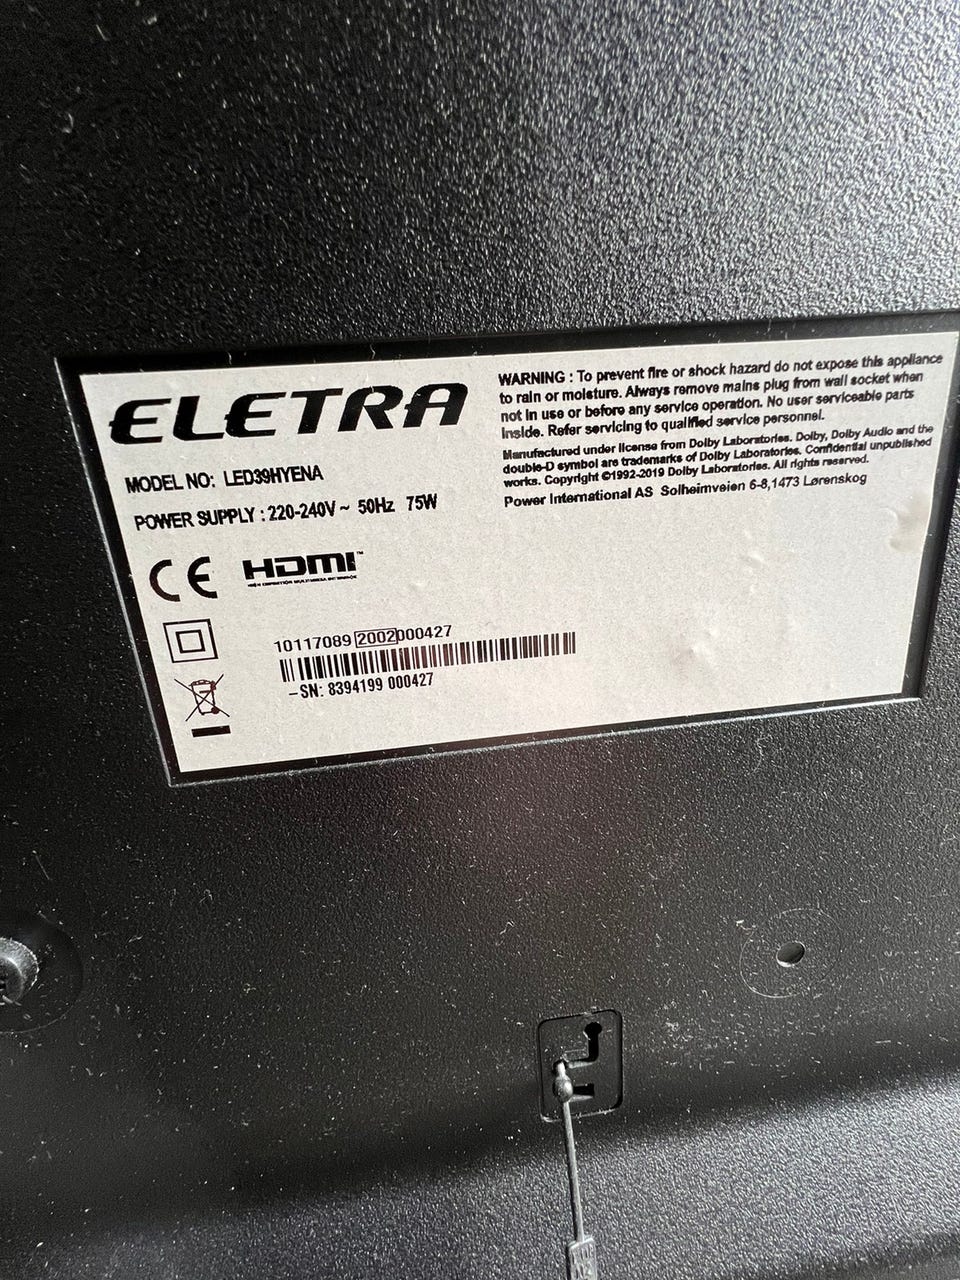 ELETRA
MODEL NO: LED39HYENA
POWER SUPPLY : 220-240V ~ 50Hz 75W
CE HDMI™
HIGH DEFINITION MULTIMEDIA INTERFACE
WARNING : To prevent fire or shock hazard do not expose this appliance
to rain or moisture. Always remove mains plug from wall socket when
not in use or before any service operation. No user serviceable parts
inside. Refer servicing to qualified service personnel.
Manufactured under license from Dolby Laboratories. Dolby, Dolby Audio and the
double-D symbol are trademarks of Dolby Laboratories. Confidential unpublished
works. Copyright ©1992-2019 Dolby Laboratories. All rights reserved.
Power International AS Solheimveien 6-8,1473 Lørenskog
10117089 2002 000427
-SN: 8394199 000427